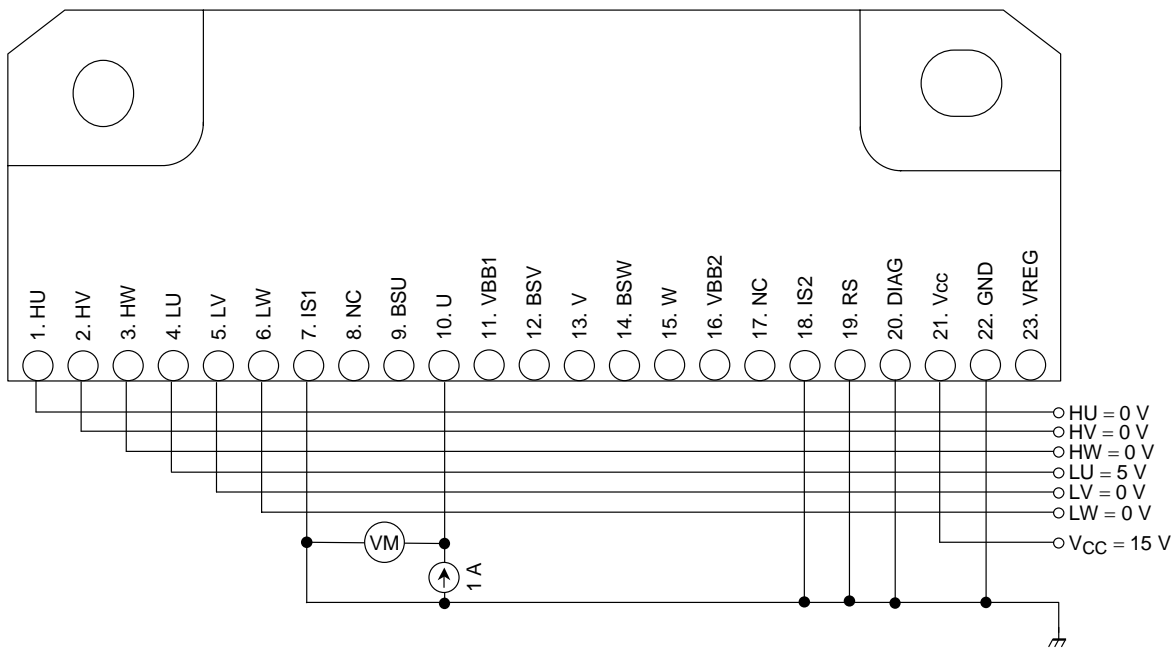 1. HU
2. HV
3. HW
4. LU
5. LV
6. LW
7. IS1
8. NC
9. BSU
10. U
11. VBB1
12. BSV
13. V
14. BSW
15. W
16. VBB2
17. NC
18. IS2
19. RS
20. DIAG
21. Vcc
22. GND
23. VREG
HU = 0 V
HV = 0 V
HW = 0 V
LU = 5 V
LV = 0 V
LW = 0 V
VM
VCC = 15 V
1 A